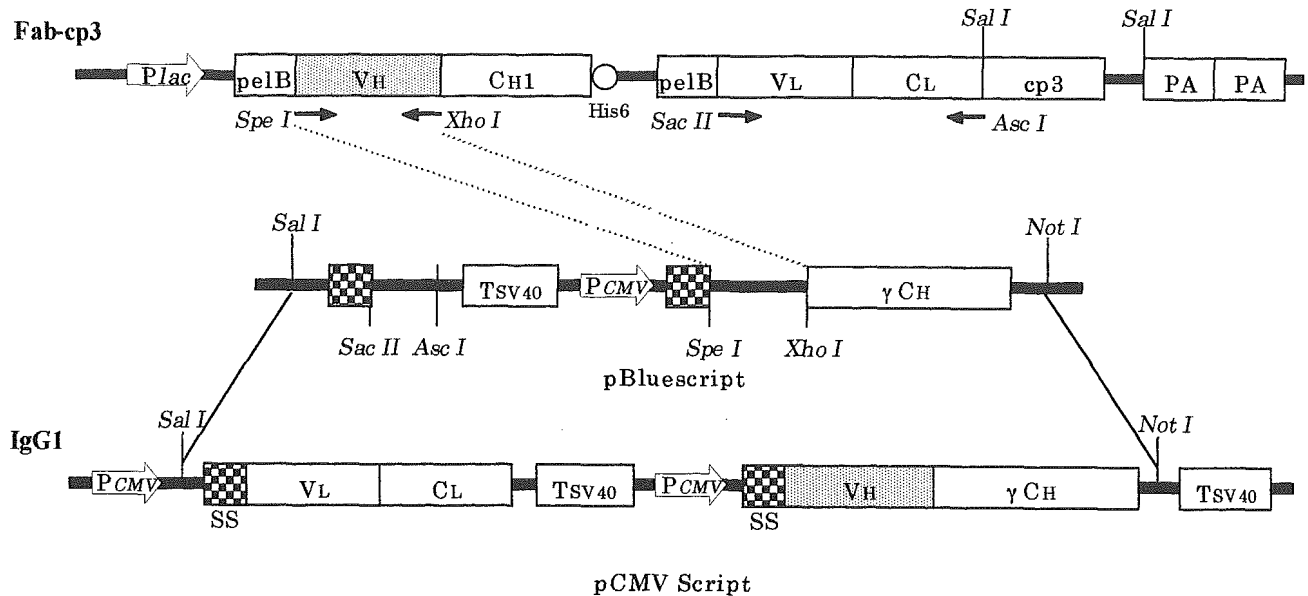 Fab-cp3
Sal I Sal I
Plac pelB VH CH1 pelB VL CL cp3 PA PA
His6
Spe I Xho I Sac II Asc I
Sal I Not I
TSV40 PCMV γ CH
Sac II Asc I Spe I Xho I
pBluescript
Sal I Not I
IgG1
PCMV VL CL TSV40 PCMV VH γ CH TSV40
SS SS
pCMV Script